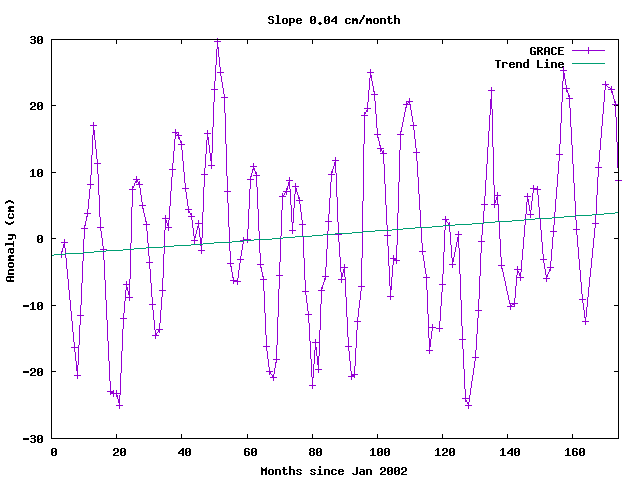 Slope 0.04 cm/month
GRACE
Trend Line
30
20
10
0
-10
-20
-30
Anomaly (cm)
0 20 40 60 80 100 120 140 160
Months since Jan 2002